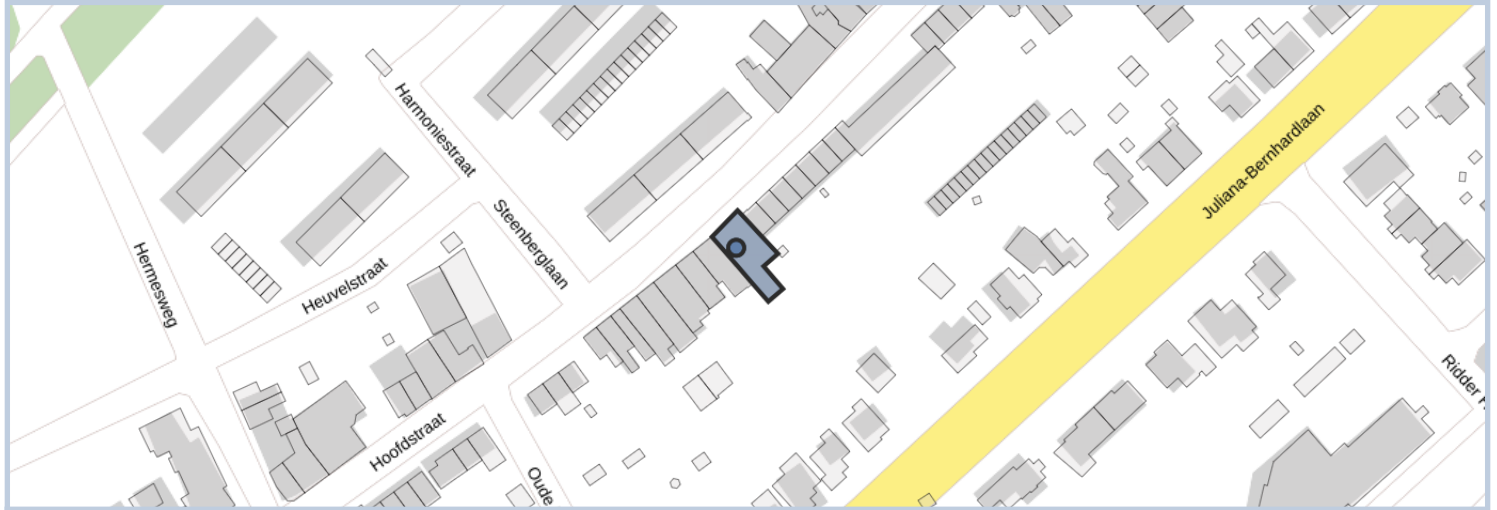 Harmoniestraat
Juliana-Bernhardlaan
Steenberglaan
Hermesweg
Heuvelstraat
Ridder
Hoofdstraat
Oude